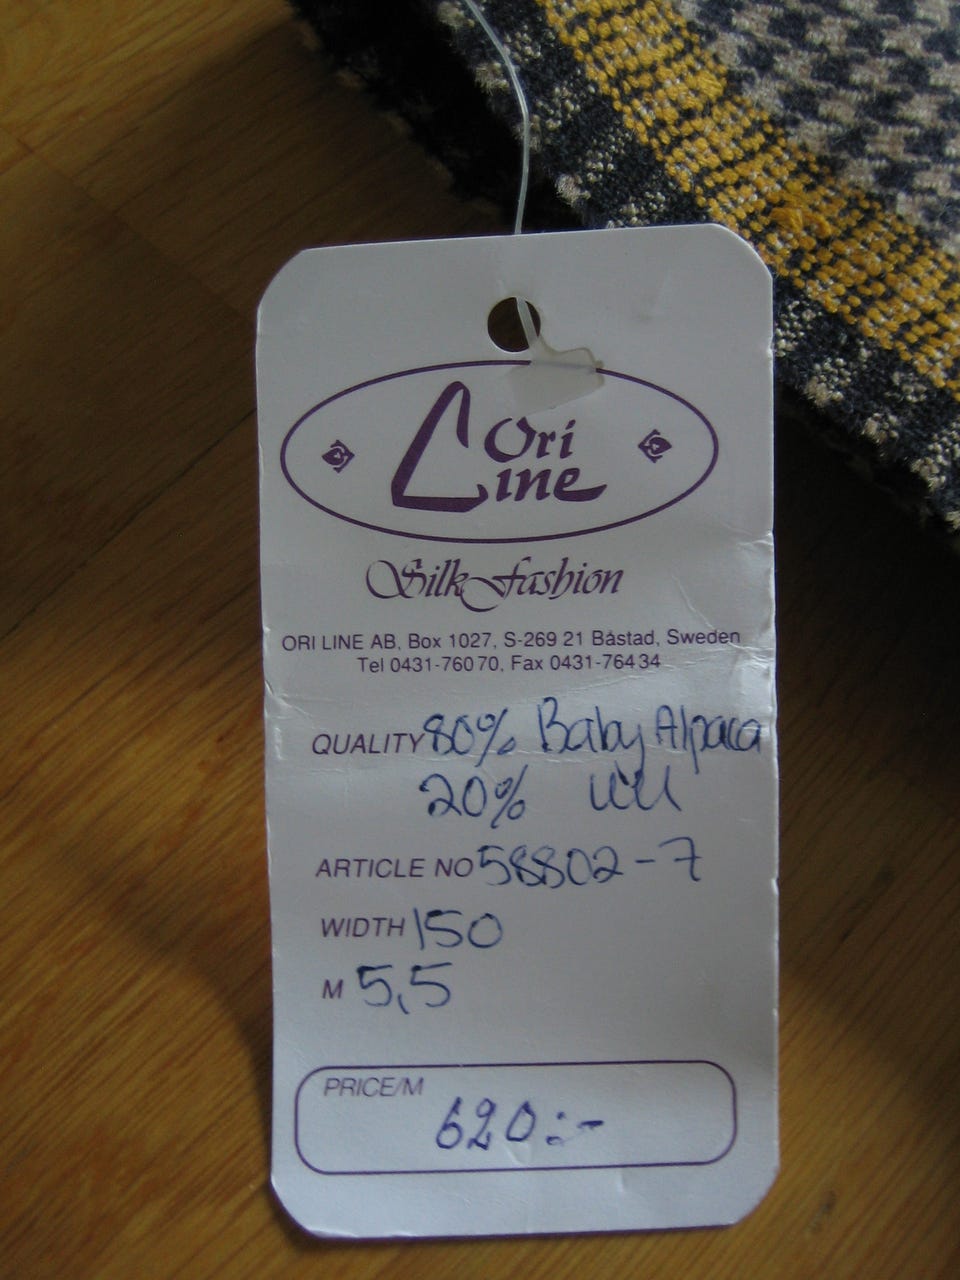 Ori
Line
Silk Fashion
ORI LINE AB, Box 1027, S-269 21 Båstad, Sweden
Tel 0431-760 70, Fax 0431-764 34
QUALITY 80% Baby Alpaca
20% Ull
ARTICLE NO 58802-7
WIDTH 150
M 5,5
PRICE/M
620:-